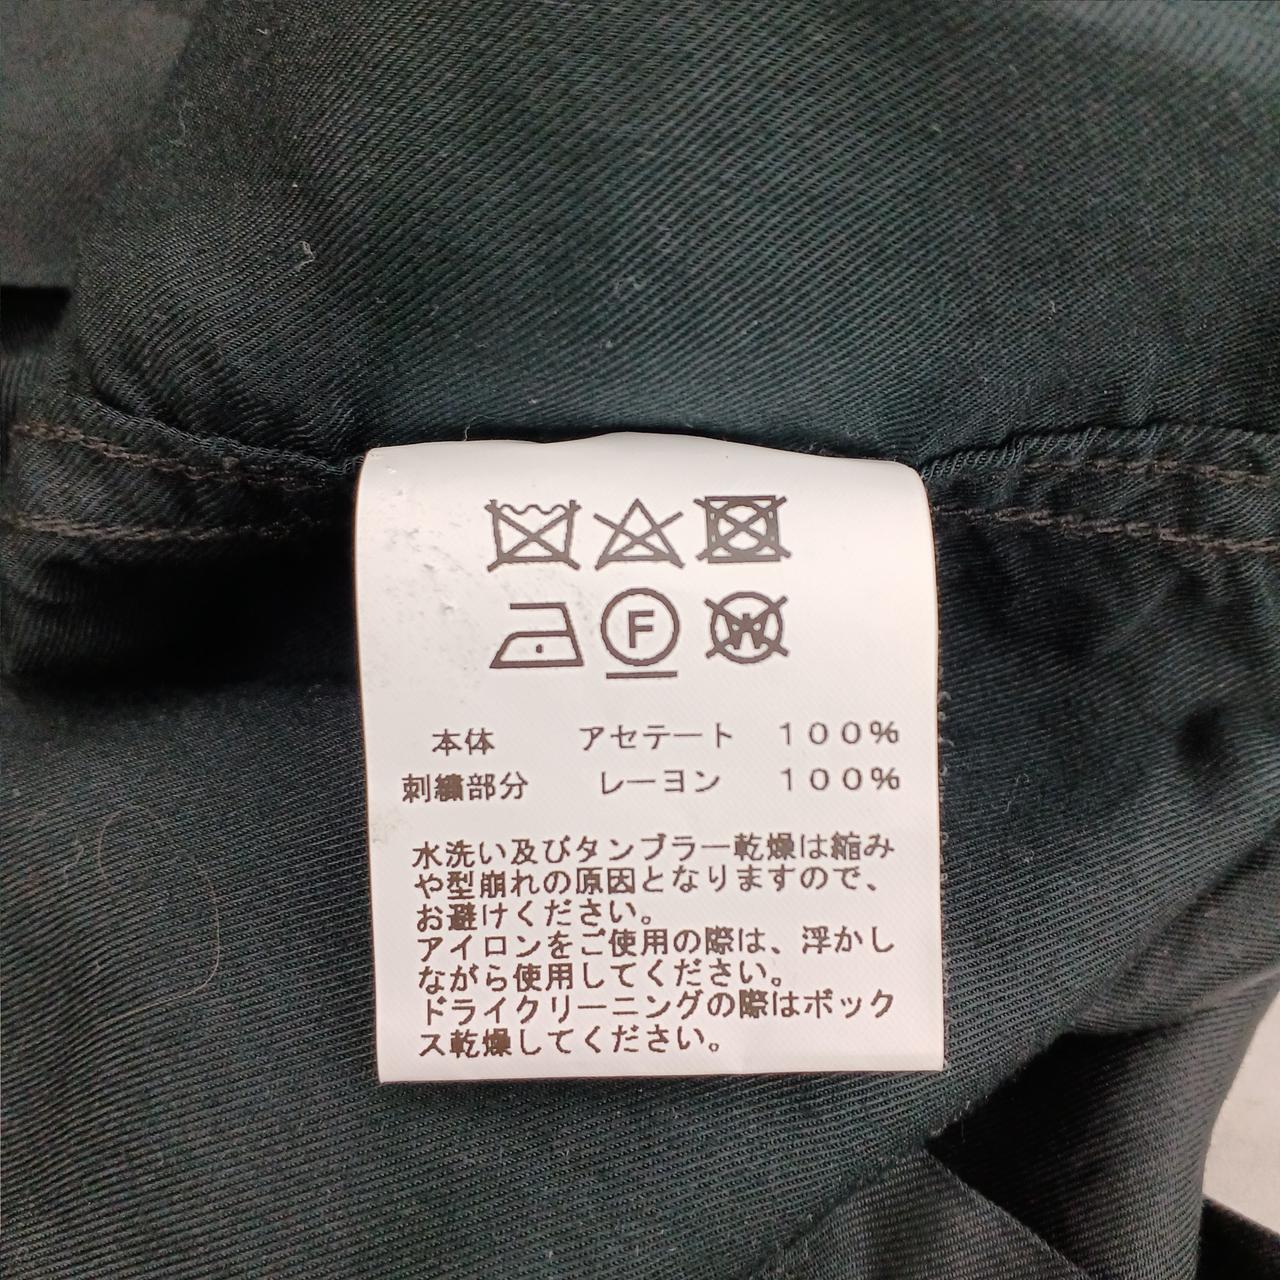 F
W
本体 アセテート 100%
刺繍部分 レーヨン 100%
水洗い及びタンブラー乾燥は縮み
や型崩れの原因となりますので、
お避けください。
アイロンをご使用の際は、浮かし
ながら使用してください。
ドライクリーニングの際はボック
ス乾燥してください。